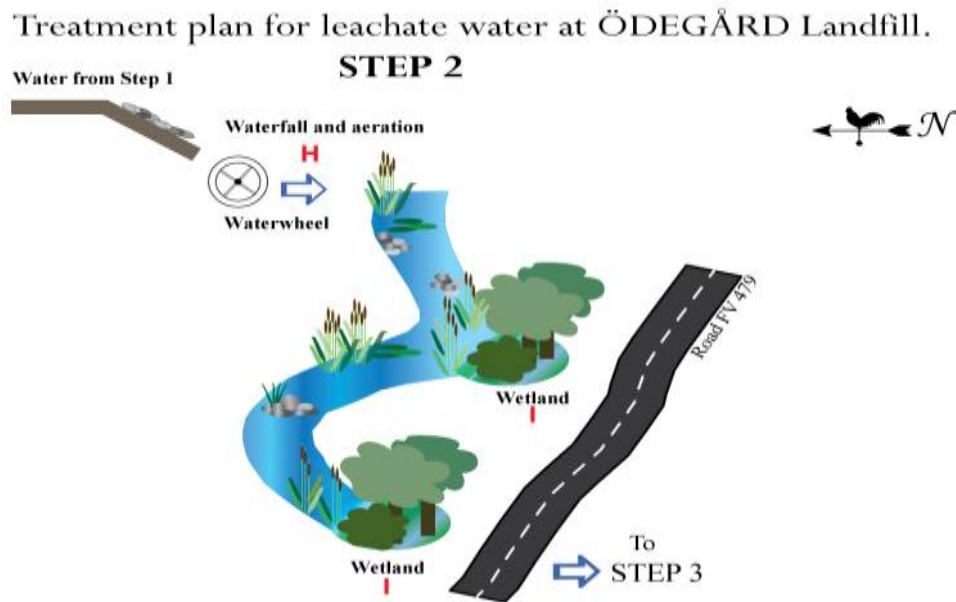 Treatment plan for leachate water at ÖDEGÅRD Landfill.
STEP 2
Water from Step 1
Waterfall and aeration
H
N
Waterwheel
Road FV 479
Wetland
I
To
STEP 3
Wetland
I